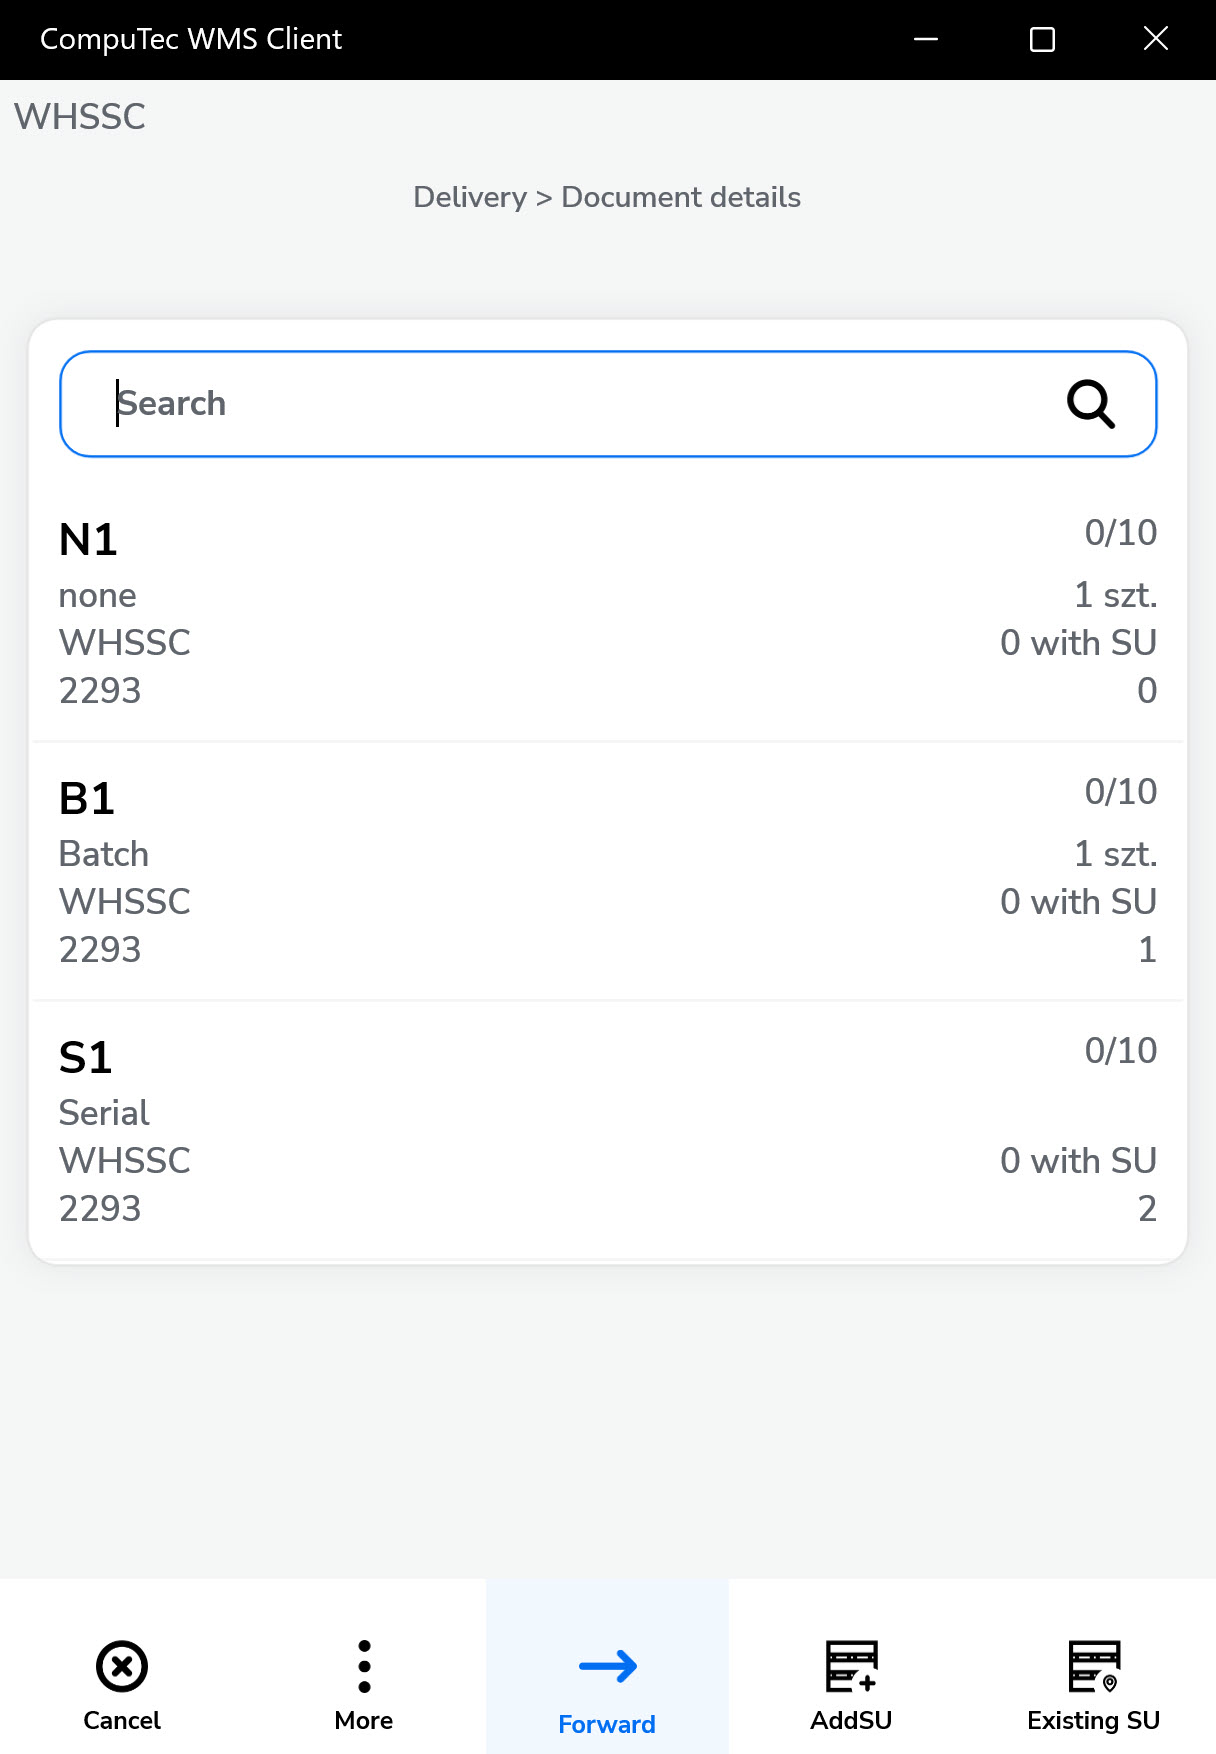 CompuTec WMS Client
WHSSC
Delivery > Document details
Search
N1 0/10
none 1 szt.
WHSSC 0 with SU
2293 0
B1 0/10
Batch 1 szt.
WHSSC 0 with SU
2293 1
S1 0/10
Serial
WHSSC 0 with SU
2293 2
Cancel More Forward AddSU Existing SU